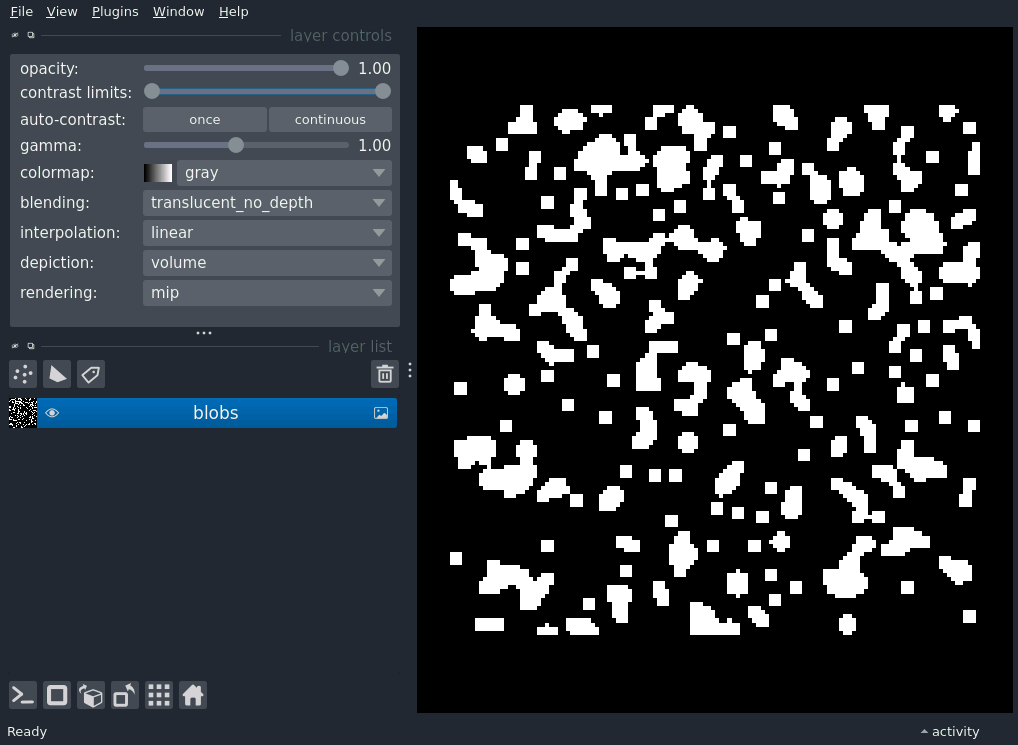 File View Plugins Window Help
layer controls
opacity: 1.00
contrast limits:
auto-contrast: once continuous
gamma: 1.00
colormap: gray
blending: translucent_no_depth
interpolation: linear
depiction: volume
rendering: mip
layer list
blobs
Ready
activity